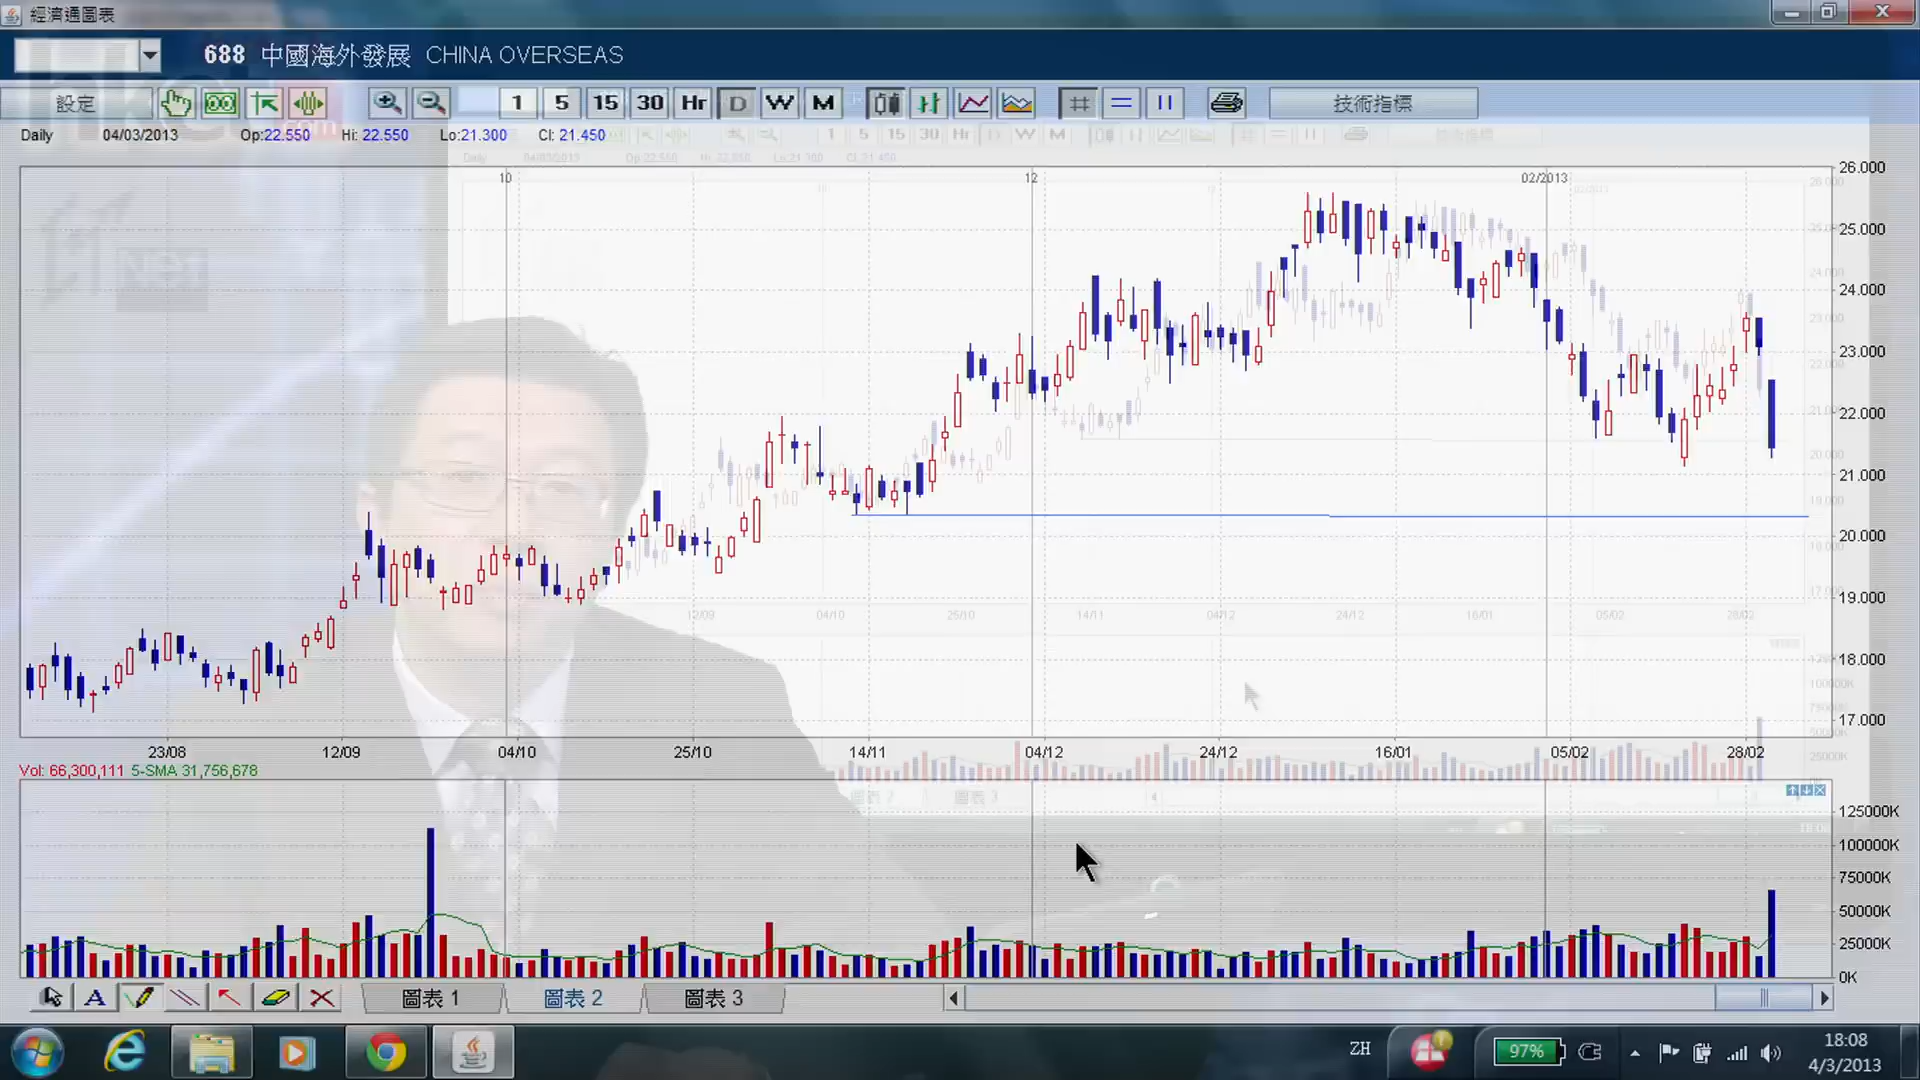 經濟通圖表
688 中國海外發展 CHINA OVERSEAS
設定 1 5 15 30 Hr D W M 技術指標
Daily 04/03/2013 Op:22.550 Hi: 22.550 Lo:21.300 Cl: 21.450
10 12 02/2013
26.000
25.000
24.000
23.000
22.000
21.000
20.000
19.000
18.000
17.000
23/08 12/09 04/10 25/10 14/11 04/12 24/12 16/01 05/02 28/02
Vol: 66,300,111 5-SMA 31,756,678
125000K
100000K
75000K
50000K
25000K
0K
A 圖表 1 圖表 2 圖表 3
ZH 97% 18:08
4/3/2013